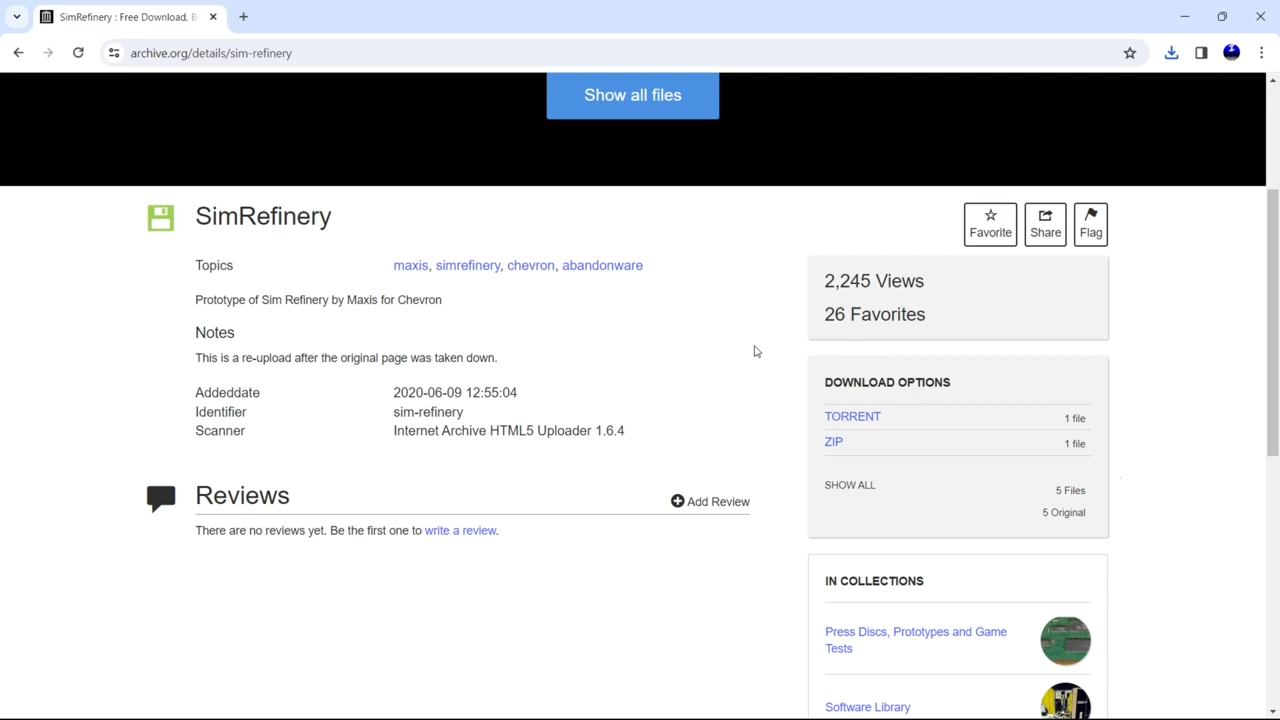 SimRefinery : Free Download, B
archive.org/details/sim-refinery
Show all files
SimRefinery
Favorite
Share
Flag
Topics
maxis, simrefinery, chevron, abandonware
Prototype of Sim Refinery by Maxis for Chevron
Notes
This is a re-upload after the original page was taken down.
Addeddate
2020-06-09 12:55:04
Identifier
sim-refinery
Scanner
Internet Archive HTML5 Uploader 1.6.4
Reviews
Add Review
There are no reviews yet. Be the first one to write a review.
2,245 Views
26 Favorites
DOWNLOAD OPTIONS
TORRENT
1 file
ZIP
1 file
SHOW ALL
5 Files
5 Original
IN COLLECTIONS
Press Discs, Prototypes and Game
Tests
Software Library